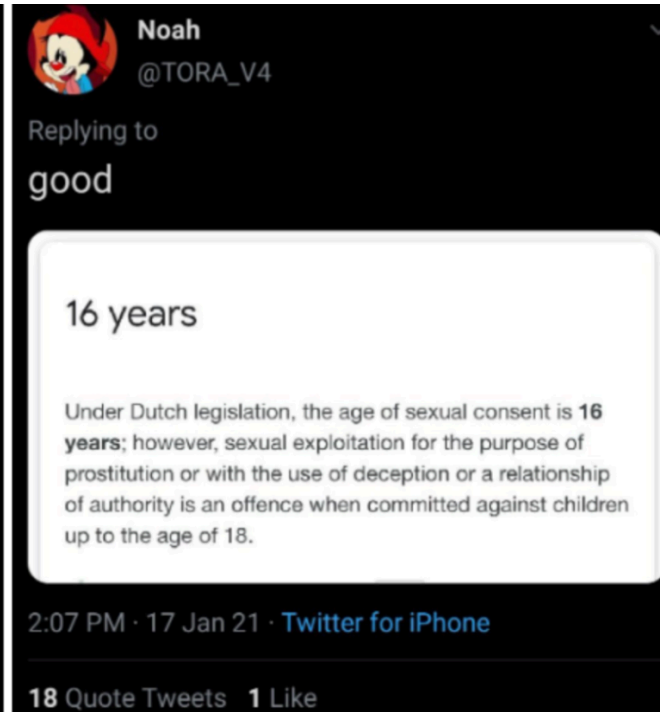 Noah
@TORA_V4
Replying to
good
16 years
Under Dutch legislation, the age of sexual consent is 16
years; however, sexual exploitation for the purpose of
prostitution or with the use of deception or a relationship
of authority is an offence when committed against children
up to the age of 18.
2:07 PM · 17 Jan 21 · Twitter for iPhone
18 Quote Tweets 1 Like